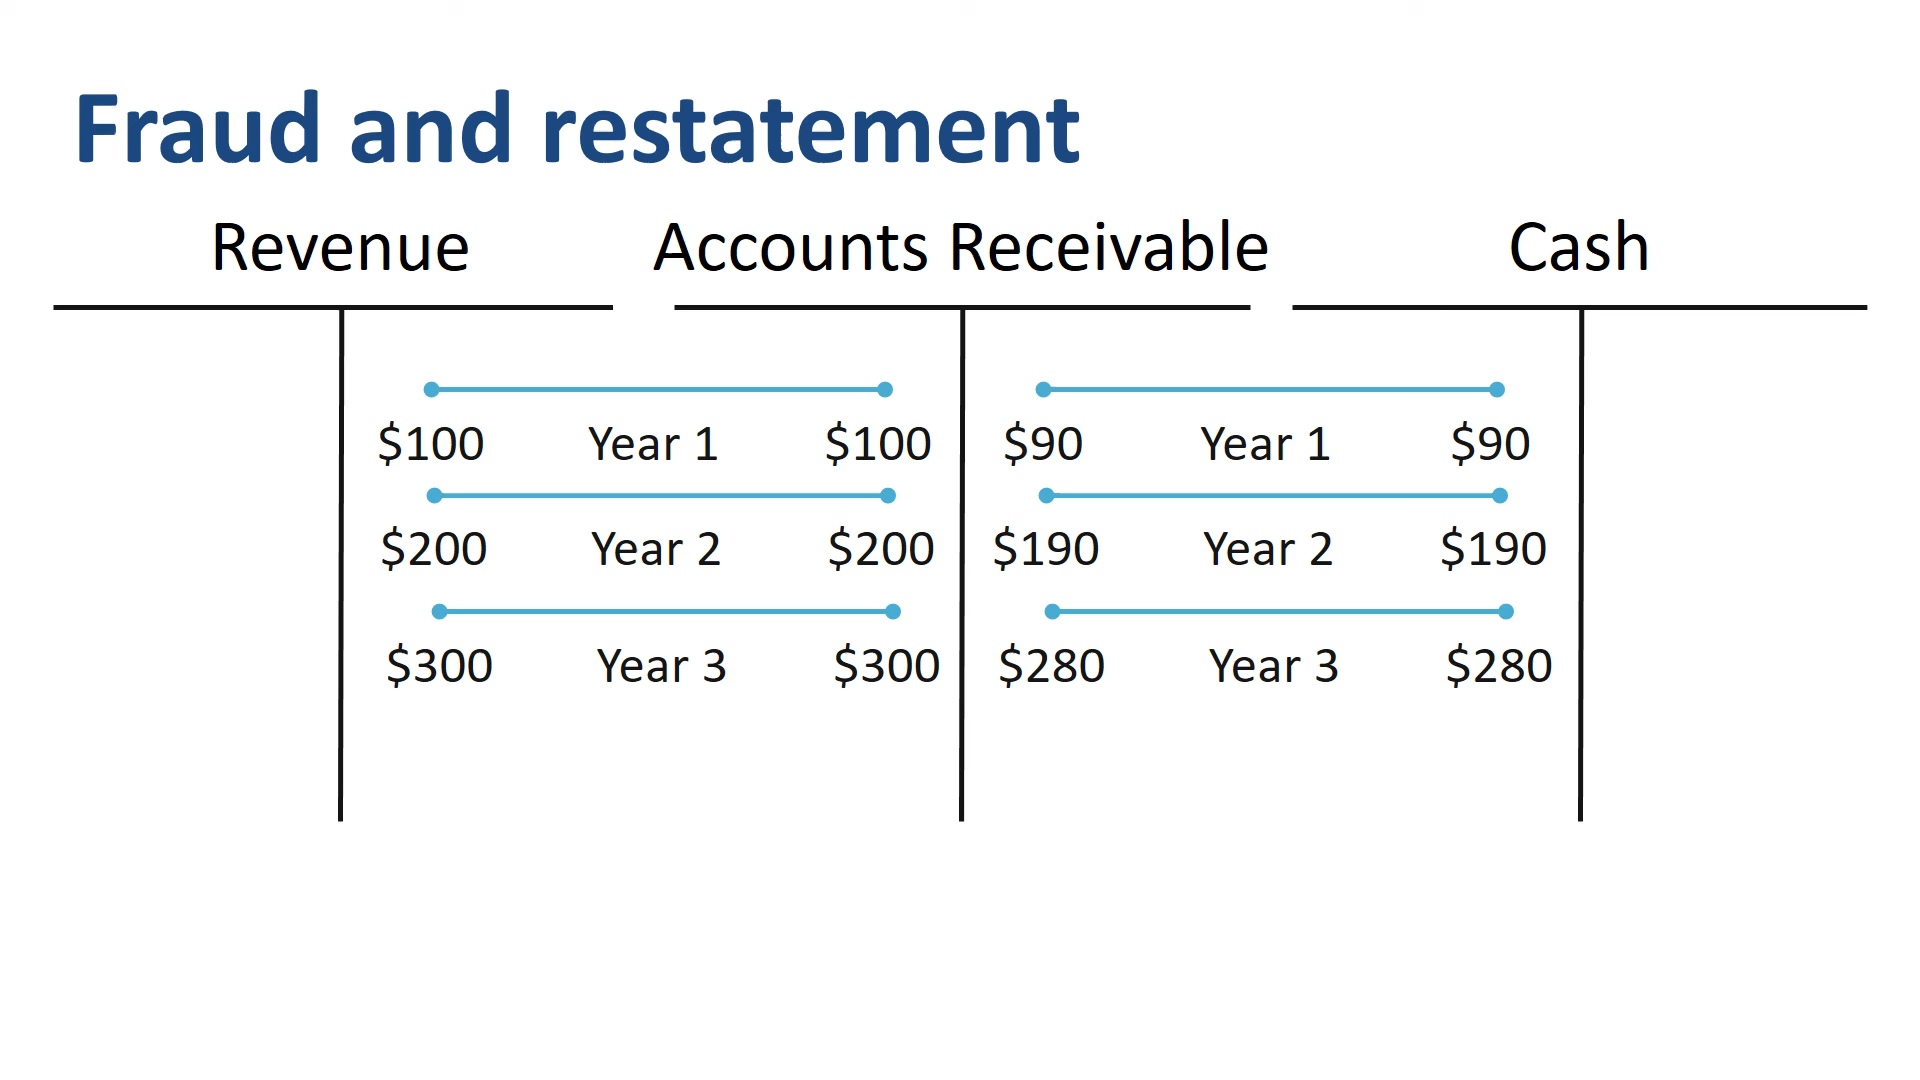 Fraud and restatement
Revenue Accounts Receivable Cash
$100 Year 1 $100 $90 Year 1 $90
$200 Year 2 $200 $190 Year 2 $190
$300 Year 3 $300 $280 Year 3 $280